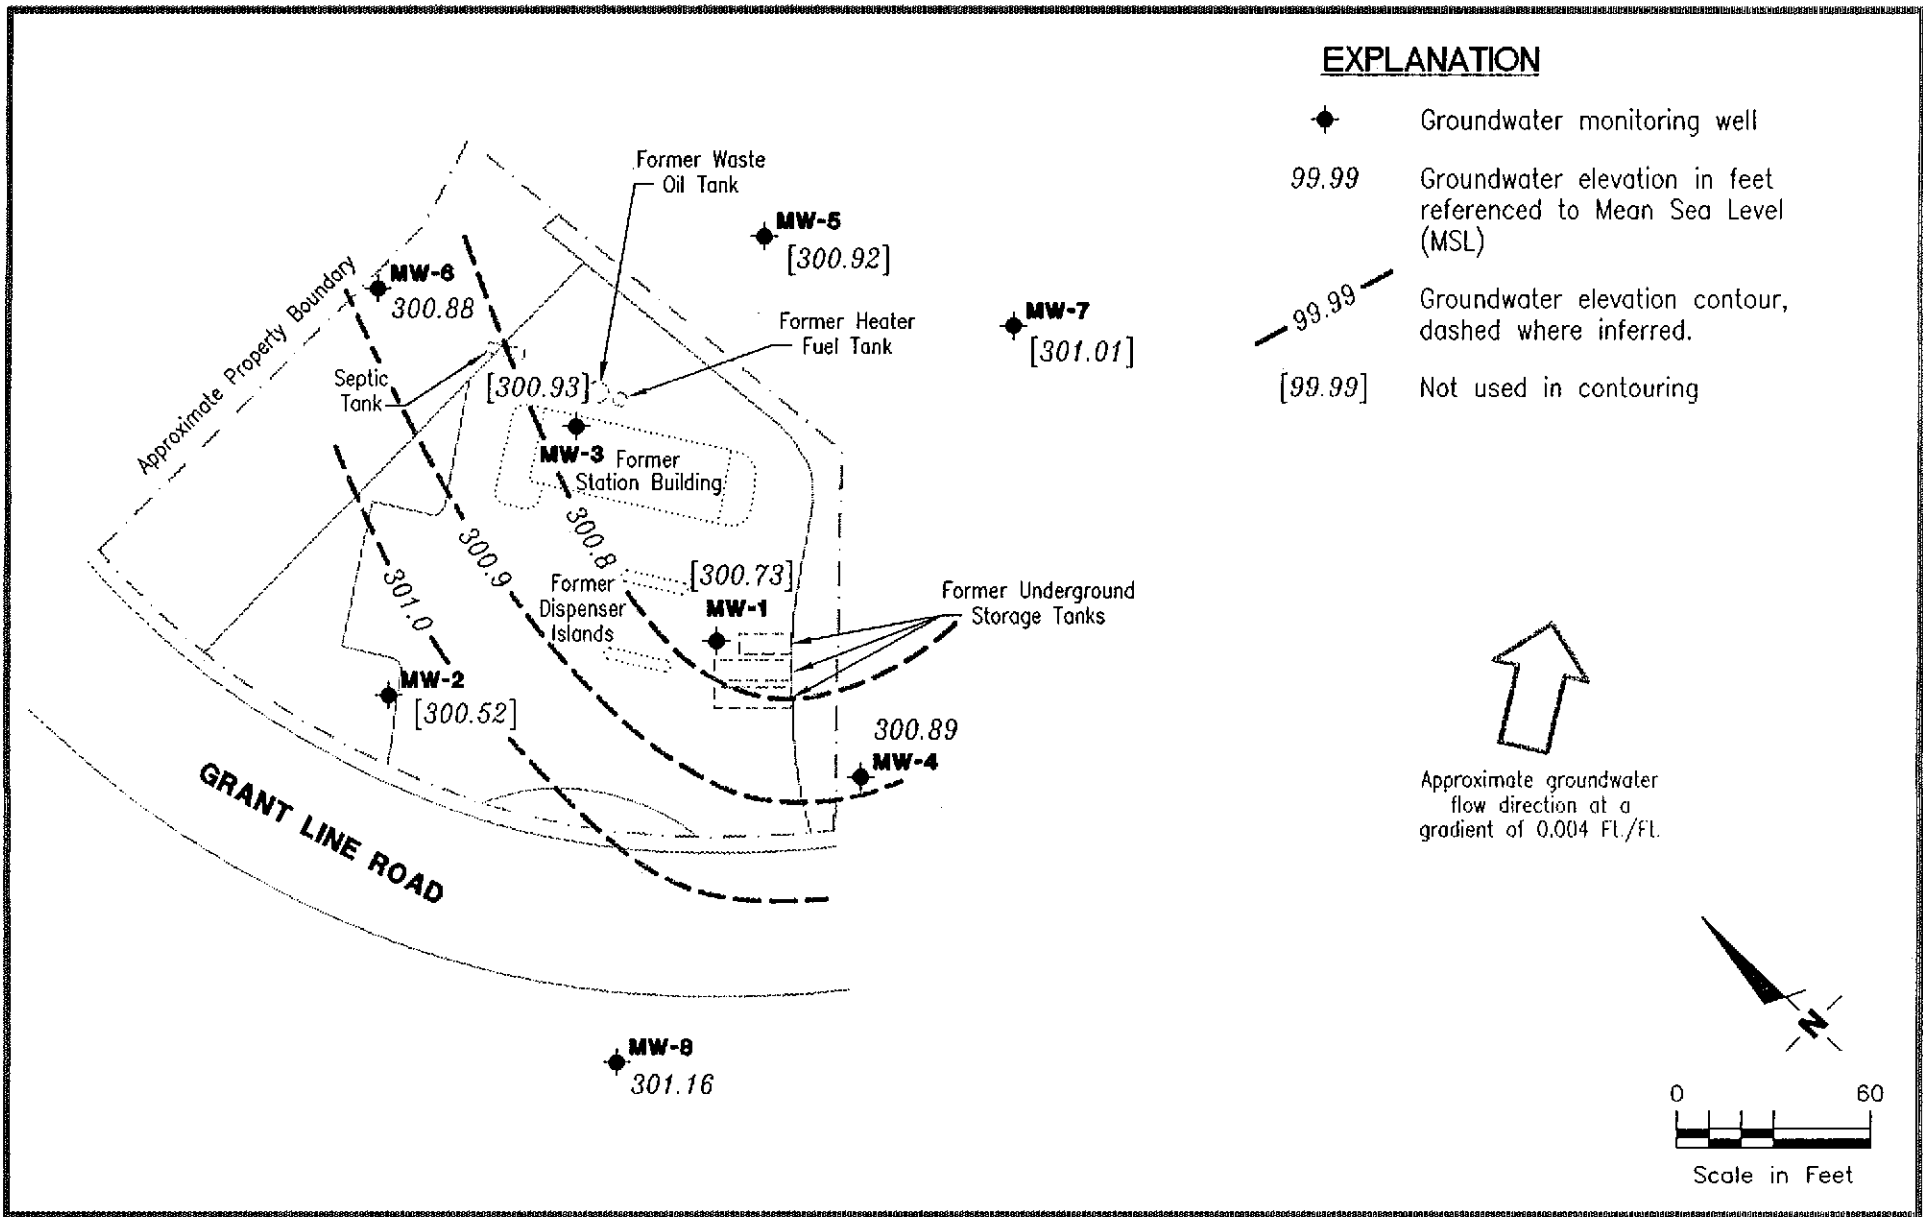 EXPLANATION
Groundwater monitoring well
99.99
Groundwater elevation in feet
referenced to Mean Sea Level
(MSL)
99.99
Groundwater elevation contour,
dashed where inferred.
[99.99]
Not used in contouring
Former Waste
Oil Tank
MW-5
[300.92]
MW-6
300.88
Approximate Property Boundary
MW-7
[301.01]
Former Heater
Fuel Tank
Septic
Tank
[300.93]
MW-3
Former
Station Building
300.8
300.9
301.0
Former
Dispenser
Islands
[300.73]
MW-1
Former Underground
Storage Tanks
MW-2
[300.52]
300.89
MW-4
GRANT LINE ROAD
MW-8
301.16
Approximate groundwater
flow direction at a
gradient of 0.004 Ft./Ft.
N
0 60
Scale in Feet